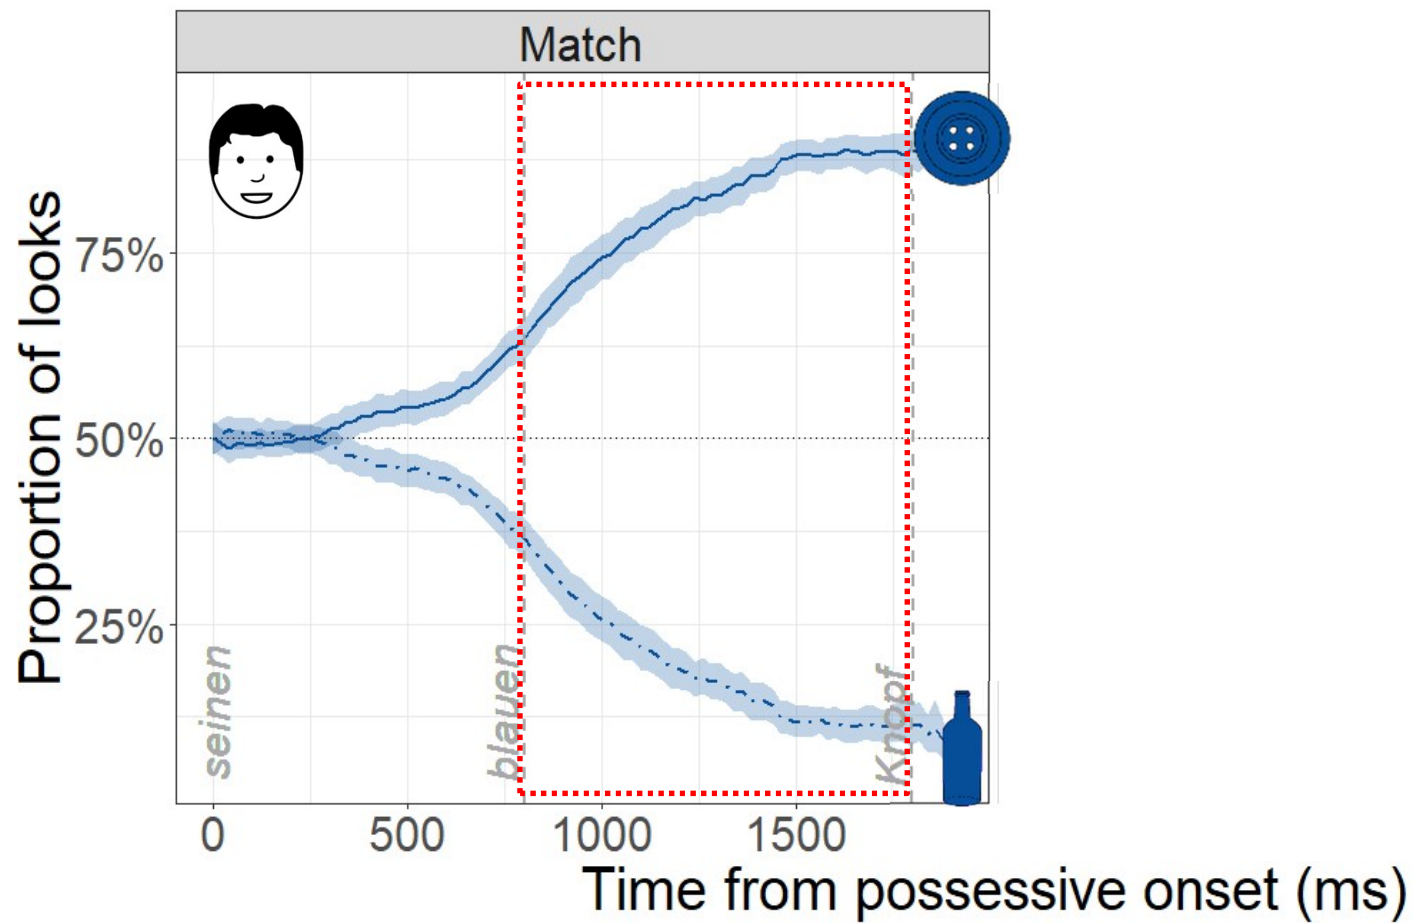 Match
Proportion of looks
75%
50%
25%
seinen
blauen
Knopf
0 500 1000 1500
Time from possessive onset (ms)